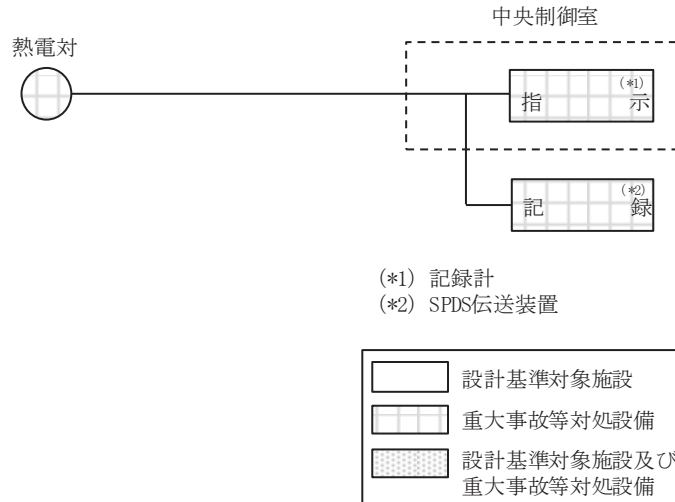 中央制御室
熱電対
(*1)
指 示
(*2)
記 録
(*1) 記録計
(*2) SPDS伝送装置
設計基準対象施設
重大事故等対処設備
設計基準対象施設及び
重大事故等対処設備